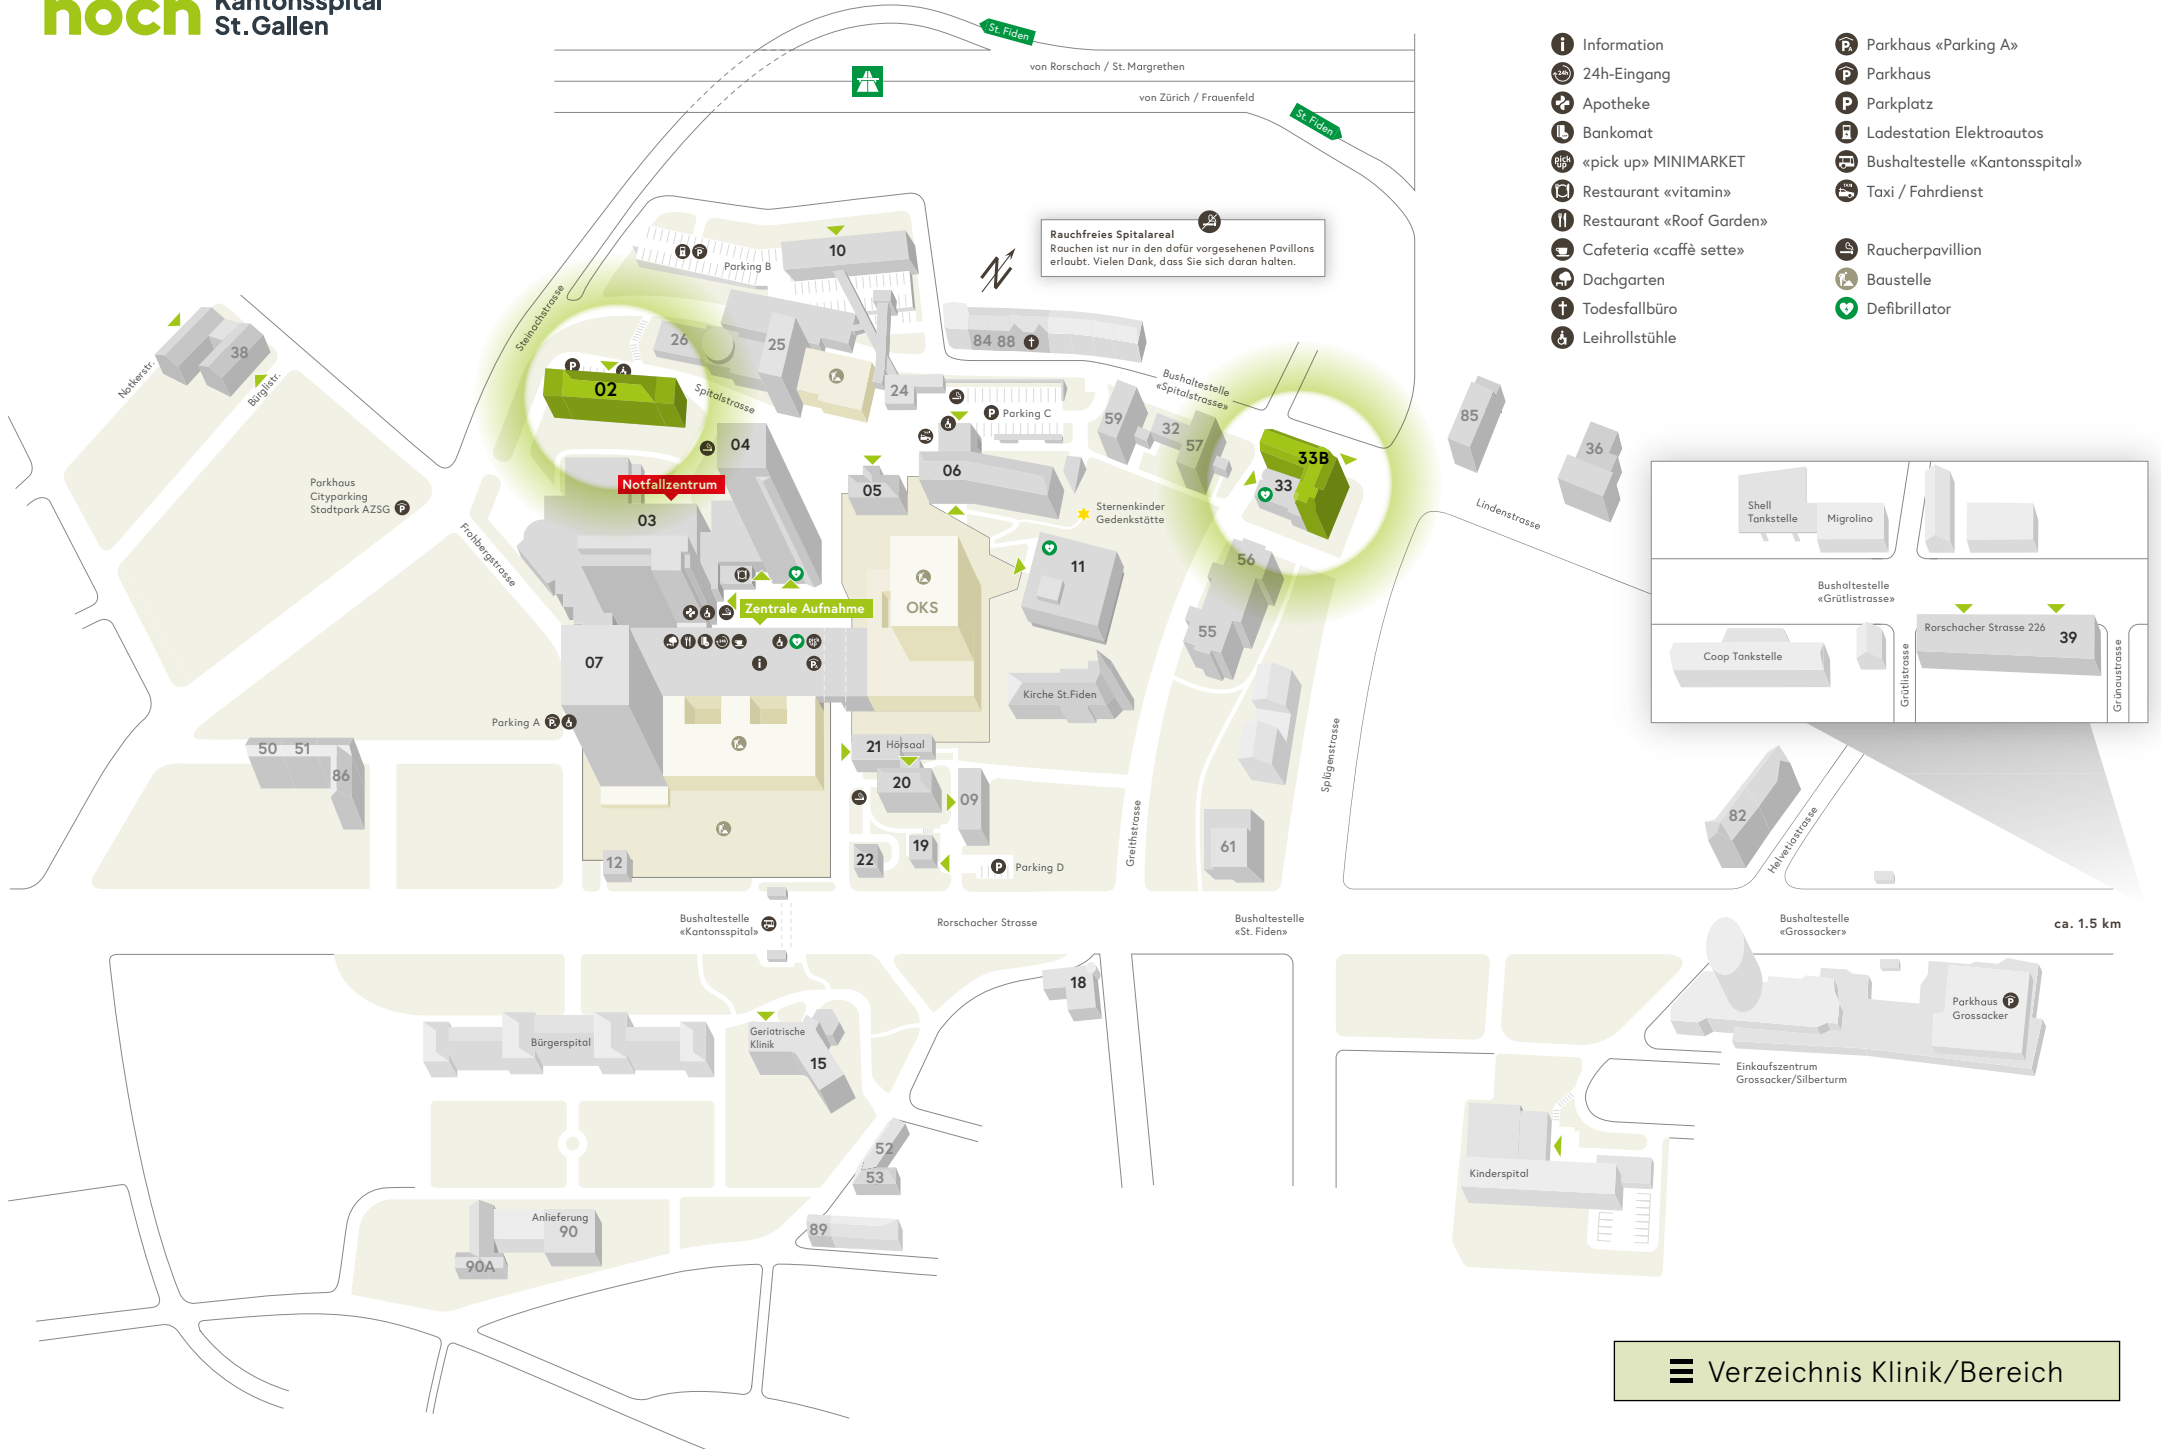 noch Kantonsspital
St.Gallen
St. Fiden
von Rorschach / St. Margrethen
von Zürich / Frauenfeld
St. Fiden
Information
24h-Eingang
Apotheke
Bankomat
«pick up» MINIMARKET
Restaurant «vitamin»
Restaurant «Roof Garden»
Cafeteria «caffè sette»
Dachgarten
Todesfallbüro
Leihrollstühle
Parkhaus «Parking A»
Parkhaus
Parkplatz
Ladestation Elektroautos
Bushaltestelle «Kantonsspital»
Taxi / Fahrdienst
Raucherpavillion
Baustelle
Defibrillator
Rauchfreies Spitalareal
Rauchen ist nur in den dafür vorgesehenen Pavillons
erlaubt. Vielen Dank, dass Sie sich daran halten.
10
Parking B
Steinachstrasse
26
25
84 88
38
Notkerstr.
Bürglistr.
02
Spitalstrasse
24
Bushaltestelle
«Spitalstrasse»
Parking C
59
32
57
85
36
04
33B
33
Notfallzentrum
03
05
06
Parkhaus
Cityparking
Stadtpark AZSG
Frohbergstrasse
Sternenkinder
Gedenkstätte
Lindenstrasse
11
56
55
OKS
Zentrale Aufnahme
07
Kirche St.Fiden
Parking A
50 51
86
21 Hörsaal
20
09
19
22
12
Parking D
Greithstrasse
61
Splügenstrasse
82
Helvetiastrasse
Shell
Tankstelle
Migrolino
Bushaltestelle
«Grütlistrasse»
Rorschacher Strasse 226
39
Coop Tankstelle
Grütlistrasse
Grünaustrasse
Bushaltestelle
«Kantonsspital»
Rorschacher Strasse
Bushaltestelle
«St. Fiden»
Bushaltestelle
«Grossacker»
ca. 1.5 km
18
Bürgerspital
Geriatrische
Klinik
15
Parkhaus
Grossacker
Einkaufszentrum
Grossacker/Silberturm
52
53
89
Kinderspital
Anlieferung
90
90A
Verzeichnis Klinik/Bereich